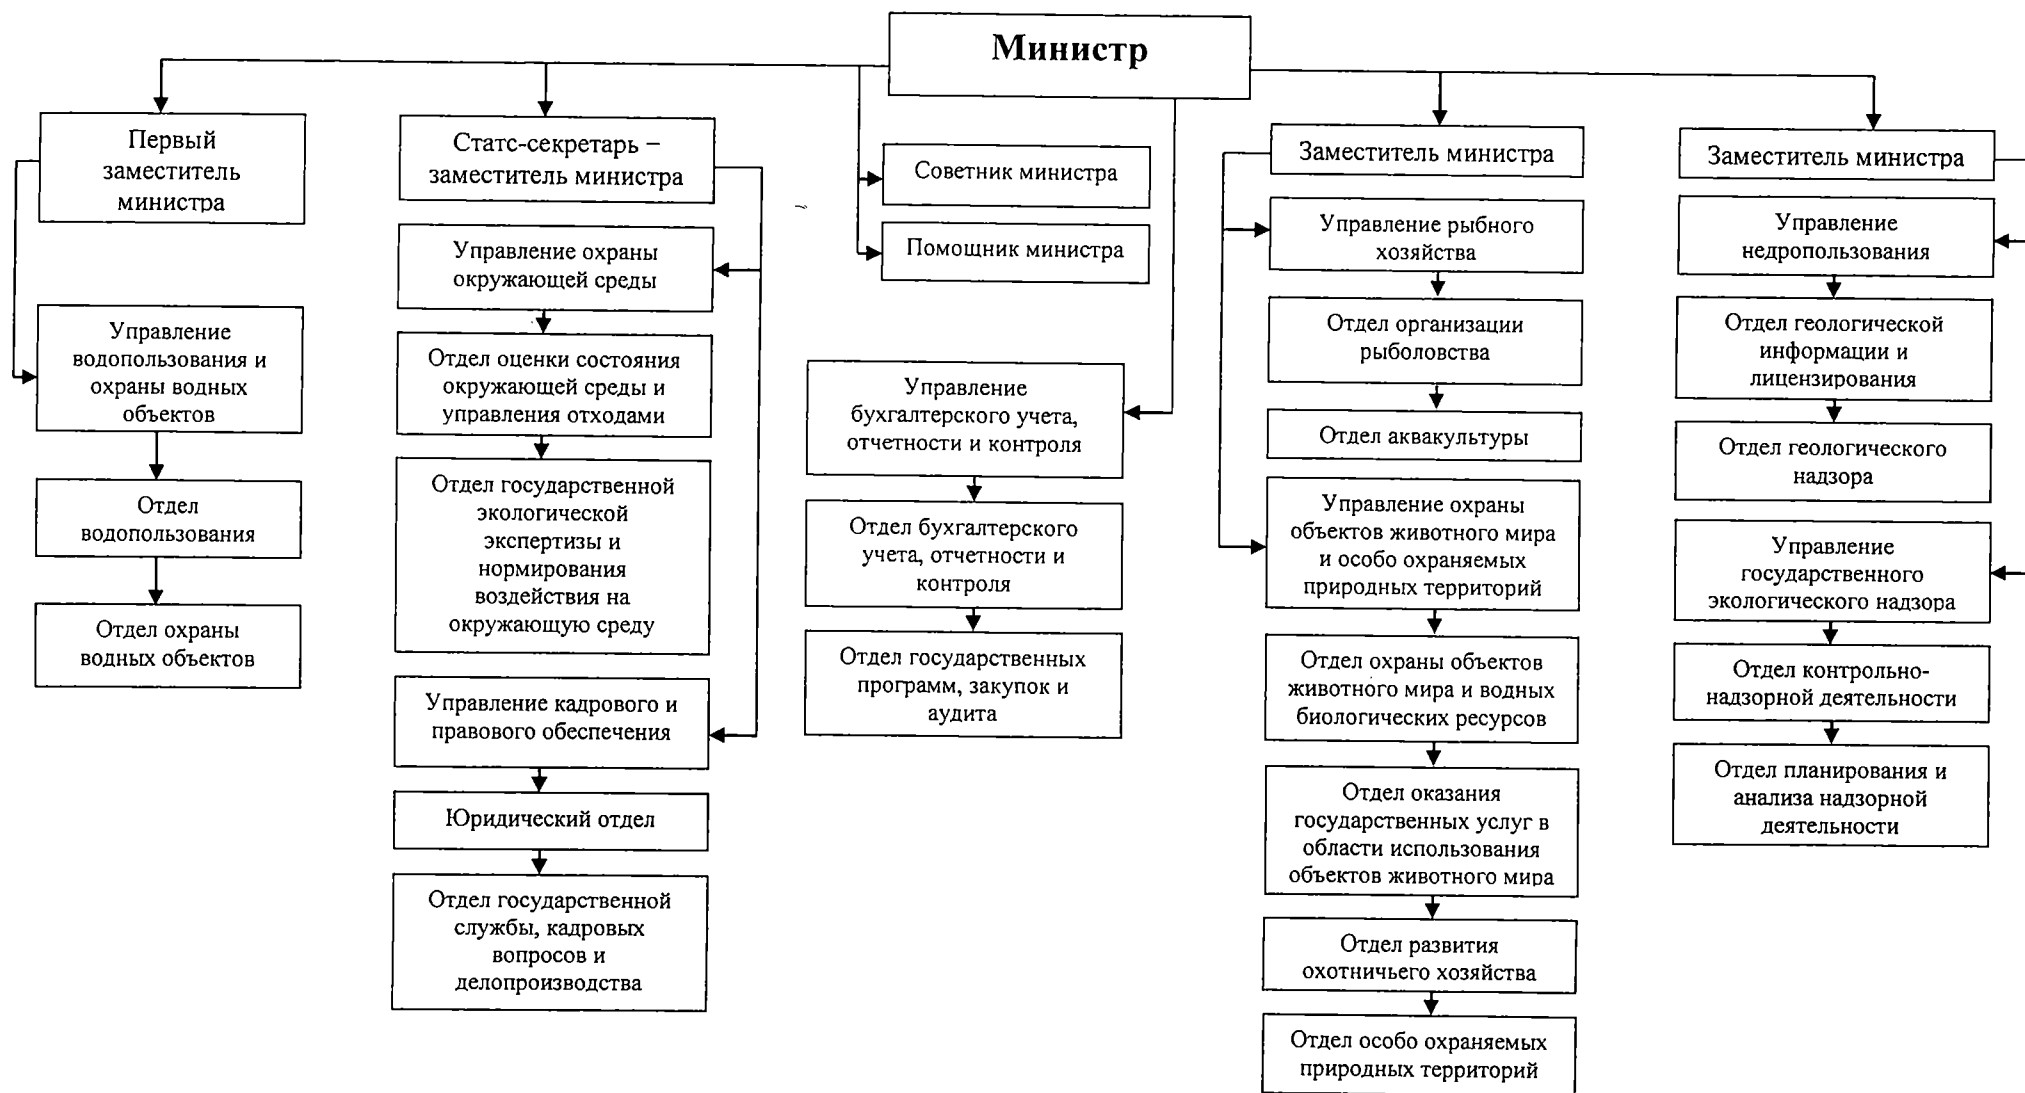 Министр
Первый
заместитель
министра
Управление
водопользования и
охраны водных
объектов
Отдел
водопользования
Отдел охраны
водных объектов
Статс-секретарь –
заместитель министра
Управление охраны
окружающей среды
Отдел оценки состояния
окружающей среды и
управления отходами
Отдел государственной
экологической
экспертизы и
нормирования
воздействия на
окружающую среду
Управление кадрового и
правового обеспечения
Юридический отдел
Отдел государственной
службы, кадровых
вопросов и
делопроизводства
Советник министра
Помощник министра
Управление
бухгалтерского учета,
отчетности и контроля
Отдел бухгалтерского
учета, отчетности и
контроля
Отдел государственных
программ, закупок и
аудита
Заместитель министра
Управление рыбного
хозяйства
Отдел организации
рыболовства
Отдел аквакультуры
Управление охраны
объектов животного мира
и особо охраняемых
природных территорий
Отдел охраны объектов
животного мира и водных
биологических ресурсов
Отдел оказания
государственных услуг в
области использования
объектов животного мира
Отдел развития
охотничьего хозяйства
Отдел особо охраняемых
природных территорий
Заместитель министра
Управление
недропользования
Отдел геологической
информации и
лицензирования
Отдел геологического
надзора
Управление
государственного
экологического надзора
Отдел контрольно-
надзорной деятельности
Отдел планирования и
анализа надзорной
деятельности